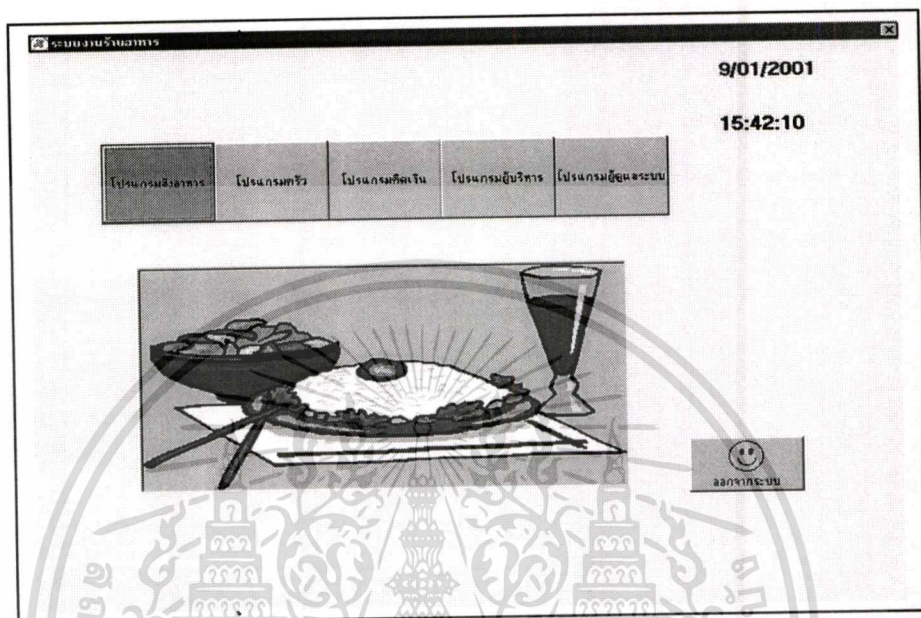 ระบบงานร้านอาหาร
9/01/2001
15:42:10
โปรแกรมสั่งอาหาร โปรแกรมครัว โปรแกรมคิดเงิน โปรแกรมผู้บริหาร โปรแกรมผู้ดูแลระบบ
ออกจากระบบ